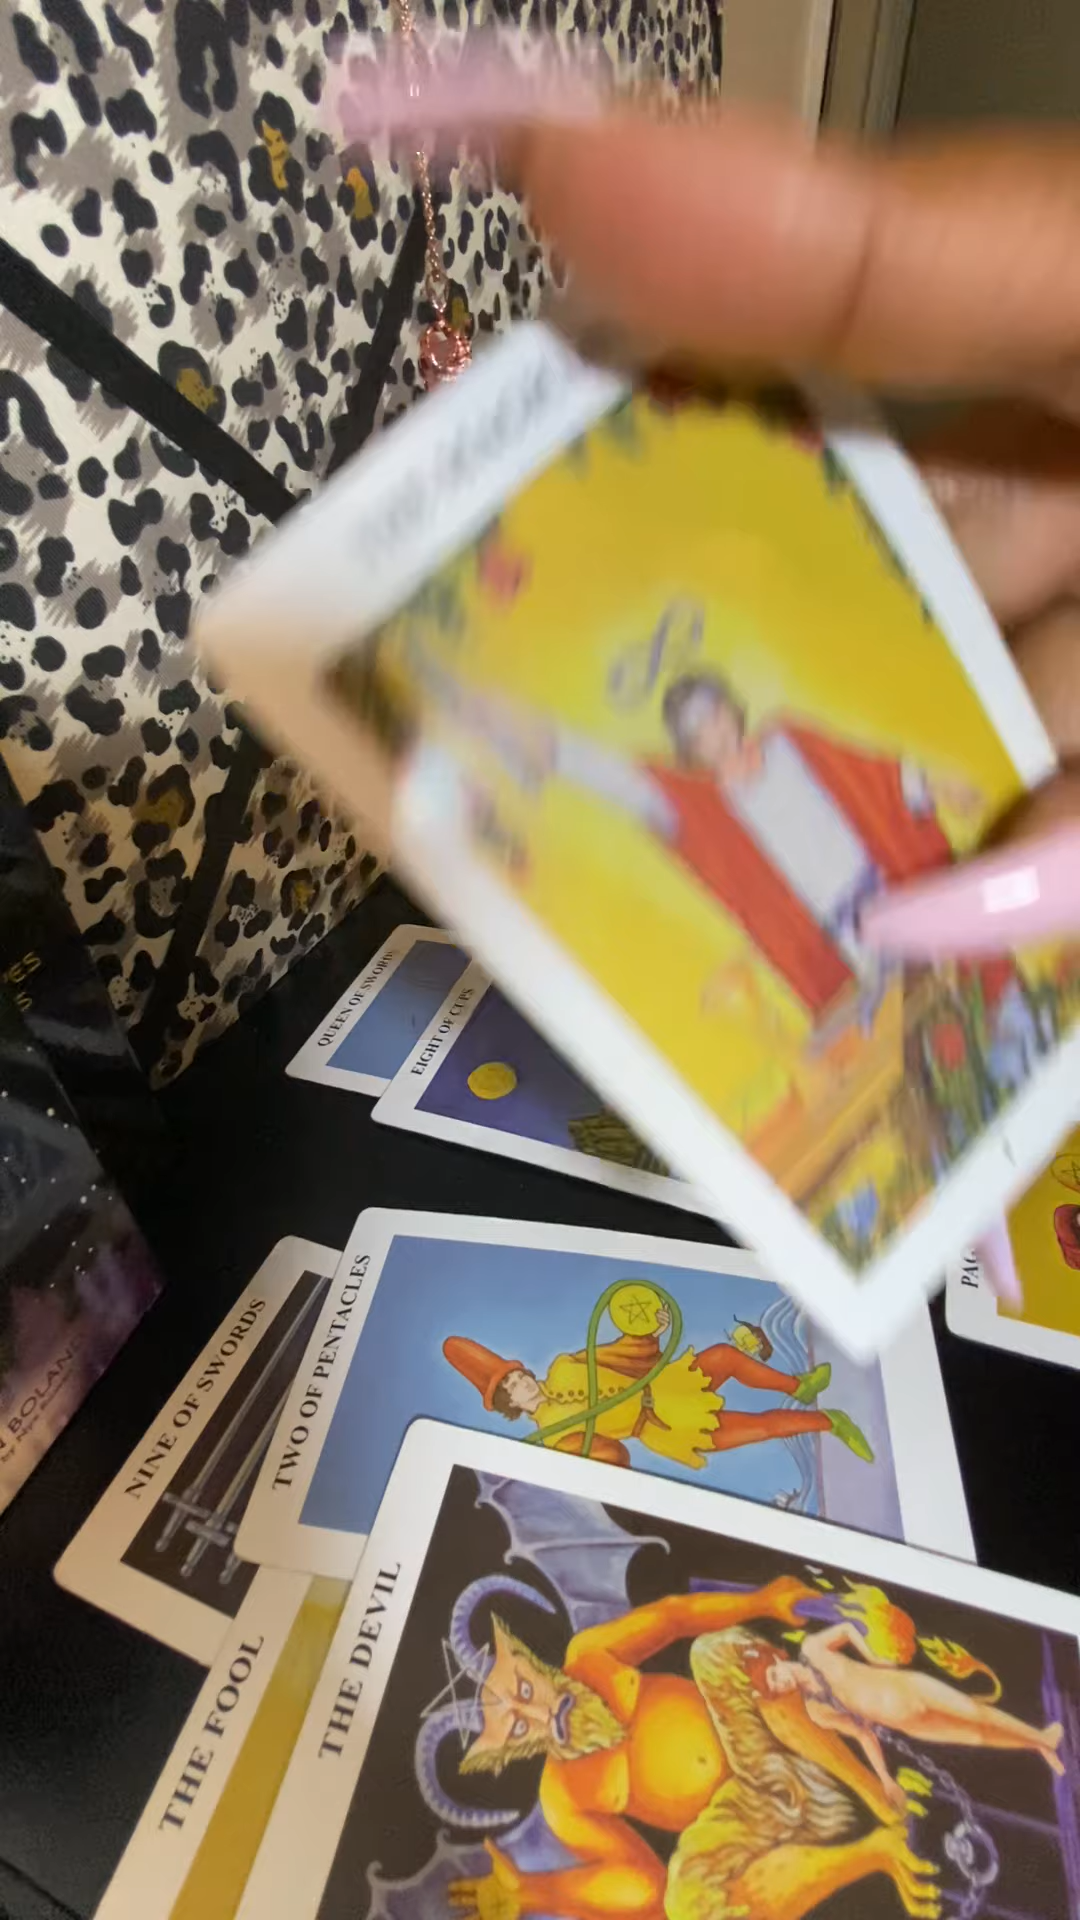 QUEEN OF SWORDS
EIGHT OF CUPS
NINE OF SWORDS
TWO OF PENTACLES
THE FOOL
THE DEVIL